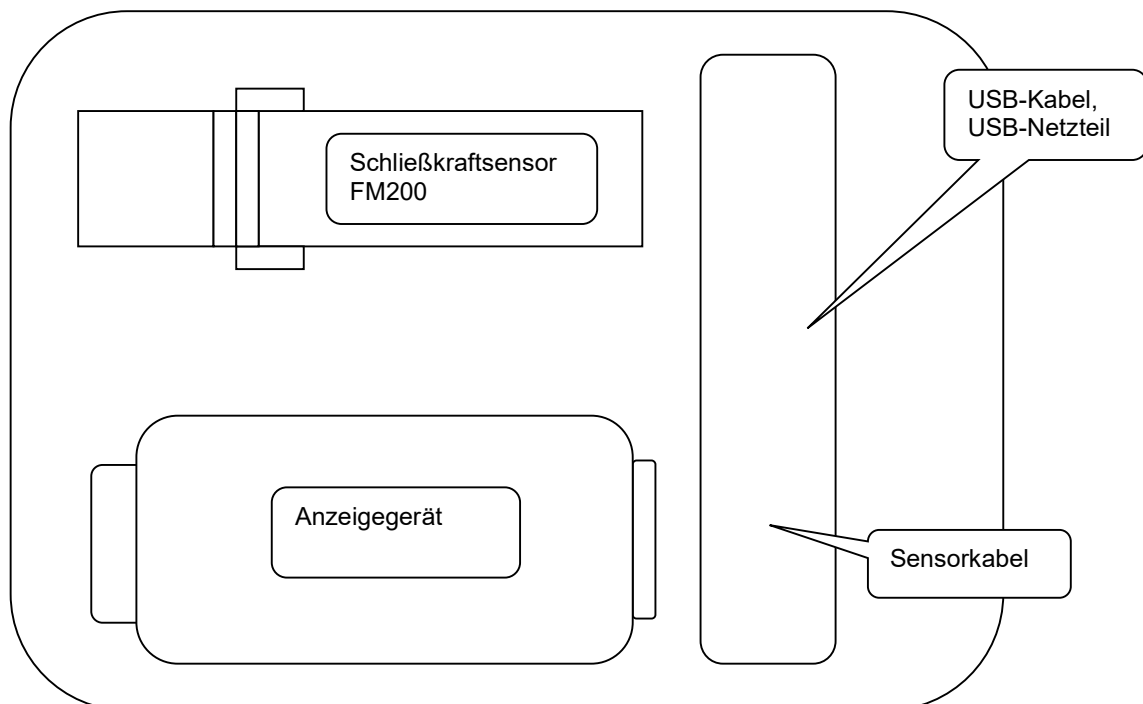 USB-Kabel,
USB-Netzteil
Schließkraftsensor
FM200
Anzeigegerät
Sensorkabel